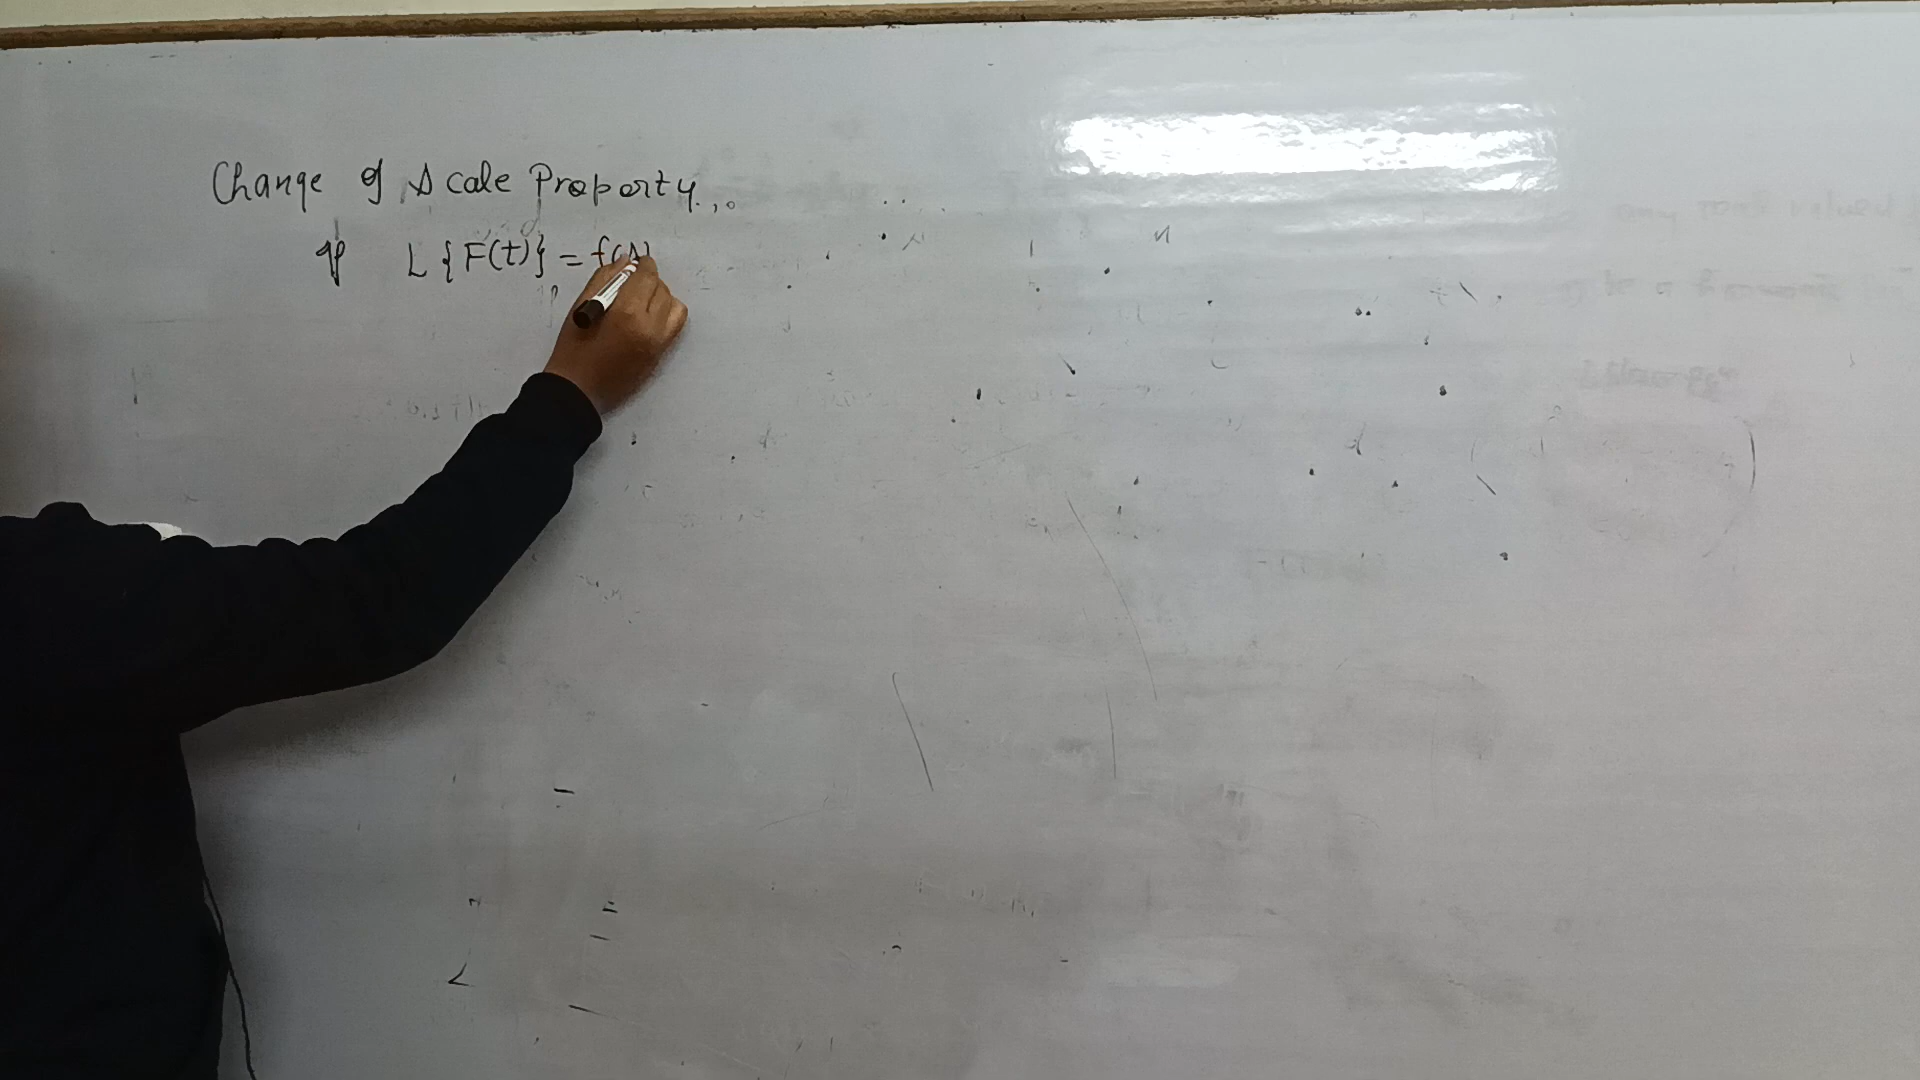 Change of Scale Property :
If L{F(t)} = f(s)